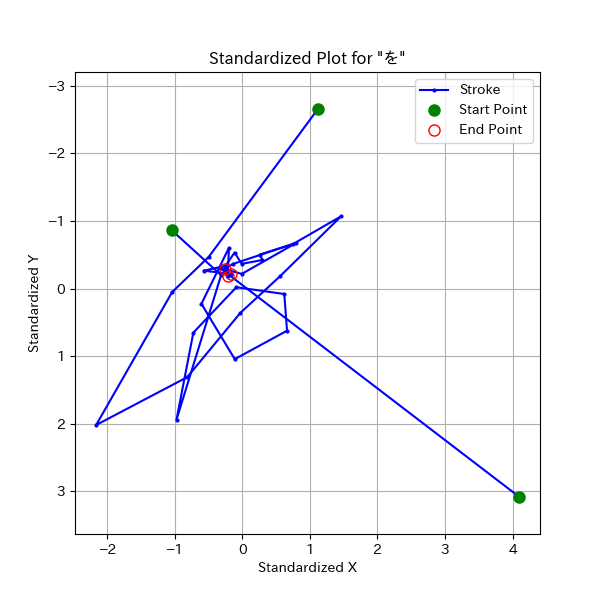 Standardized Plot for "を"
Stroke
Start Point
End Point
−3
−2
−1
0
1
2
3
Standardized Y
−2 −1 0 1 2 3 4
Standardized X